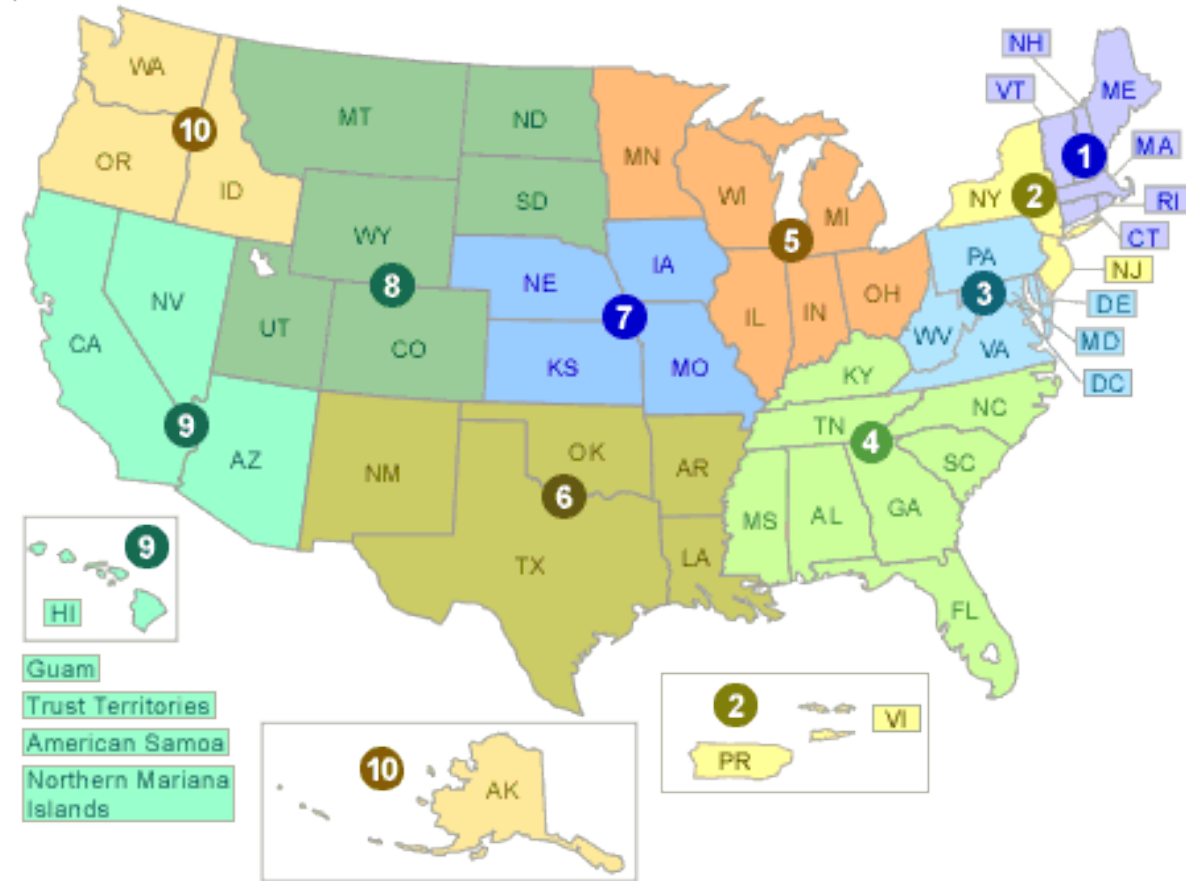 NH
WA
VT
ME
MT
ND
10
MN
OR
1
MA
ID
WI
NY
2
RI
SD
MI
WY
5
CT
PA
IA
NJ
NE
8
3
OH
NV
DE
IL
IN
7
UT
WV
CA
CO
VA
MD
KS
MO
KY
DC
NC
9
TN
4
AZ
OK
SC
NM
AR
6
GA
MS
AL
9
LA
TX
HI
FL
Guam
Trust Territories
2
VI
American Samoa
PR
10
Northern Mariana
Islands
AK